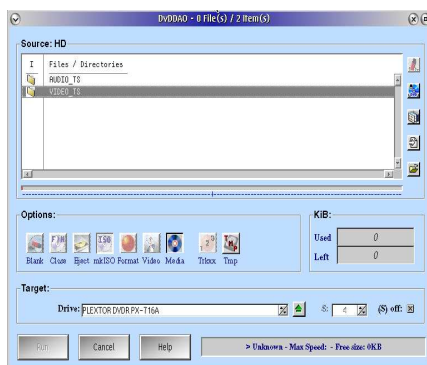 DvDDAO - 0 File(s) / 2 Item(s)
Source: HD
I Files / Directories
AUDIO_TS
VIDEO_TS
Options:
Blank Close Eject mkISO Format Video Media Trkxx Tmp
KiB:
Used 0
Left 0
Target:
Drive: PLEXTOR DVDR PX-T16A S: 4 (S) off:
Run Cancel Help > Unknown - Max Speed: - Free size: 0KB